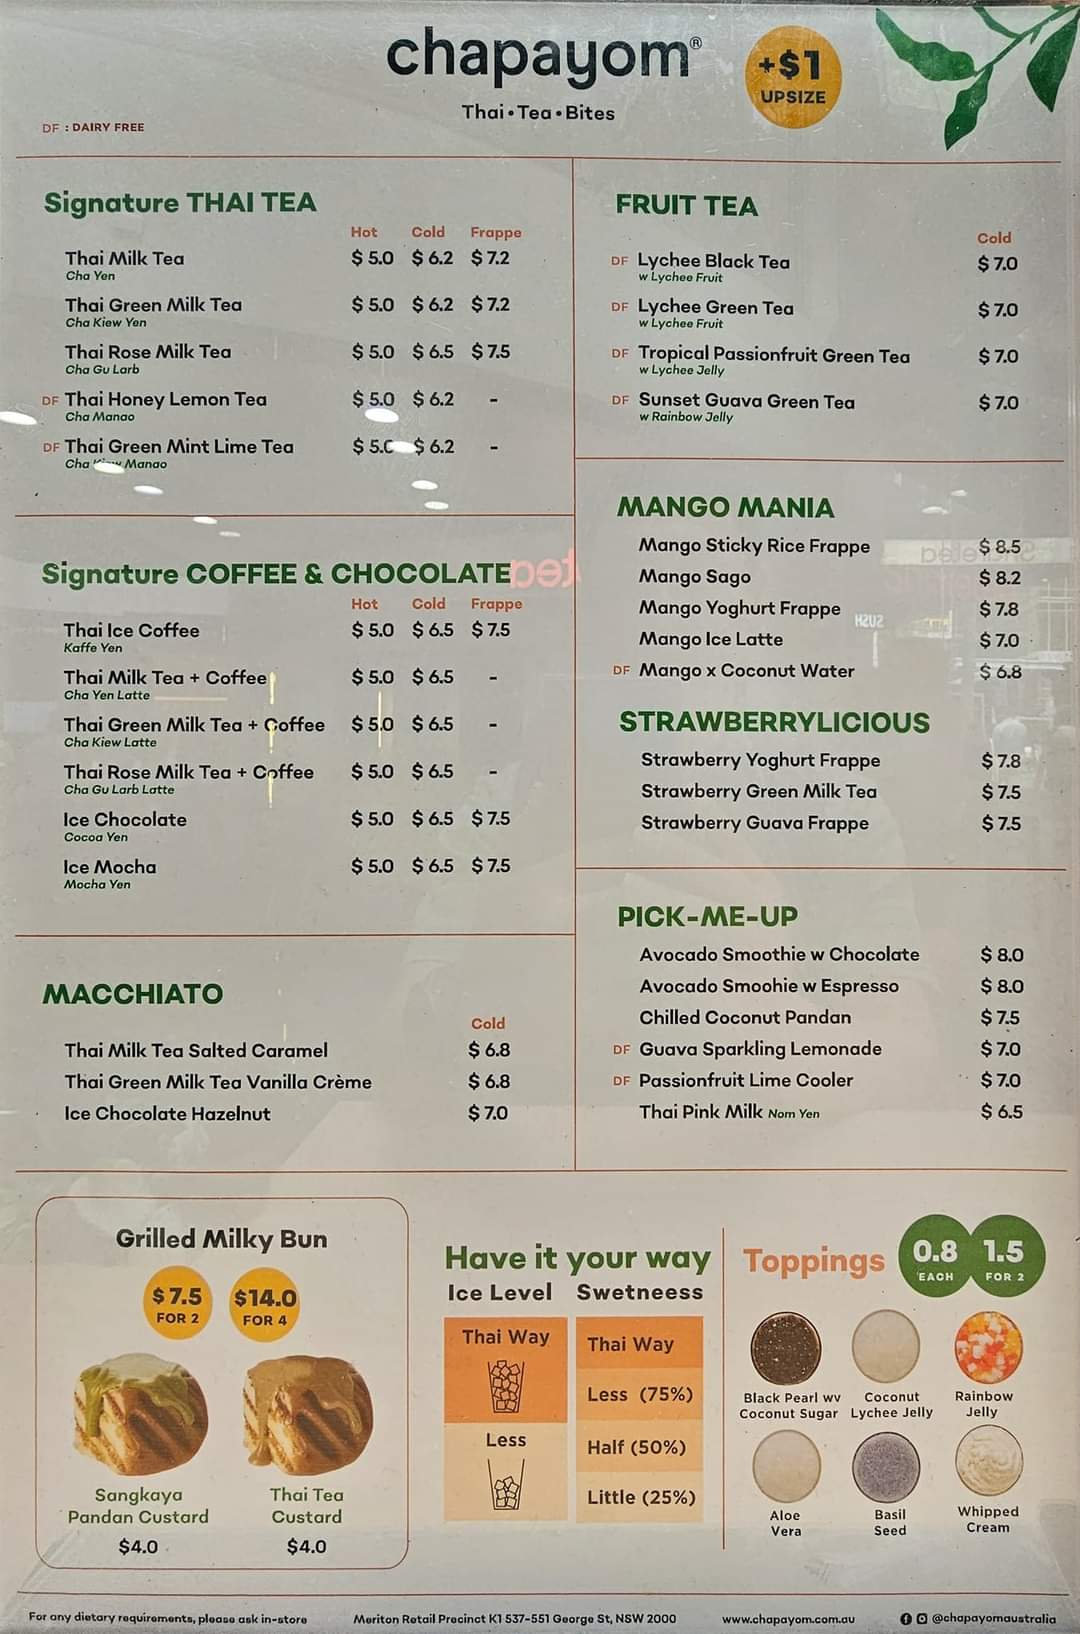 chapayom®
Thai • Tea • Bites
+$1
UPSIZE
DF : DAIRY FREE
Signature THAI TEA
Hot Cold Frappe
Thai Milk Tea $5.0 $6.2 $7.2
Cha Yen
Thai Green Milk Tea $5.0 $6.2 $7.2
Cha Kiew Yen
Thai Rose Milk Tea $5.0 $6.5 $7.5
Cha Gu Larb
DF Thai Honey Lemon Tea $5.0 $6.2 -
Cha Manao
DF Thai Green Mint Lime Tea $5.0 $6.2 -
Cha Kiew Manao
Signature COFFEE & CHOCOLATE
Hot Cold Frappe
Thai Ice Coffee $5.0 $6.5 $7.5
Kaffe Yen
Thai Milk Tea + Coffee $5.0 $6.5 -
Cha Yen Latte
Thai Green Milk Tea + Coffee $5.0 $6.5 -
Cha Kiew Latte
Thai Rose Milk Tea + Coffee $5.0 $6.5 -
Cha Gu Larb Latte
Ice Chocolate $5.0 $6.5 $7.5
Cocoa Yen
Ice Mocha $5.0 $6.5 $7.5
Mocha Yen
MACCHIATO
Cold
Thai Milk Tea Salted Caramel $6.8
Thai Green Milk Tea Vanilla Crème $6.8
Ice Chocolate Hazelnut $7.0
FRUIT TEA
Cold
DF Lychee Black Tea $7.0
w Lychee Fruit
DF Lychee Green Tea $7.0
w Lychee Fruit
DF Tropical Passionfruit Green Tea $7.0
w Lychee Jelly
DF Sunset Guava Green Tea $7.0
w Rainbow Jelly
MANGO MANIA
Mango Sticky Rice Frappe $8.5
Mango Sago $8.2
Mango Yoghurt Frappe $7.8
Mango Ice Latte $7.0
DF Mango x Coconut Water $6.8
STRAWBERRYLICIOUS
Strawberry Yoghurt Frappe $7.8
Strawberry Green Milk Tea $7.5
Strawberry Guava Frappe $7.5
PICK-ME-UP
Avocado Smoothie w Chocolate $8.0
Avocado Smoohie w Espresso $8.0
Chilled Coconut Pandan $7.5
DF Guava Sparkling Lemonade $7.0
DF Passionfruit Lime Cooler $7.0
Thai Pink Milk Nom Yen $6.5
Grilled Milky Bun
$7.5 $14.0
FOR 2 FOR 4
Sangkaya Thai Tea
Pandan Custard Custard
$4.0 $4.0
Have it your way
Ice Level Swetneess
Thai Way
Less
Thai Way
Less (75%)
Half (50%)
Little (25%)
Toppings
0.8 1.5
EACH FOR 2
Black Pearl wv Coconut Rainbow
Coconut Sugar Lychee Jelly Jelly
Aloe Basil Whipped
Vera Seed Cream
For any dietary requirements, please ask in-store Meriton Retail Precinct K1 537-551 George St, NSW 2000 www.chapayom.com.au @chapayomaustralia